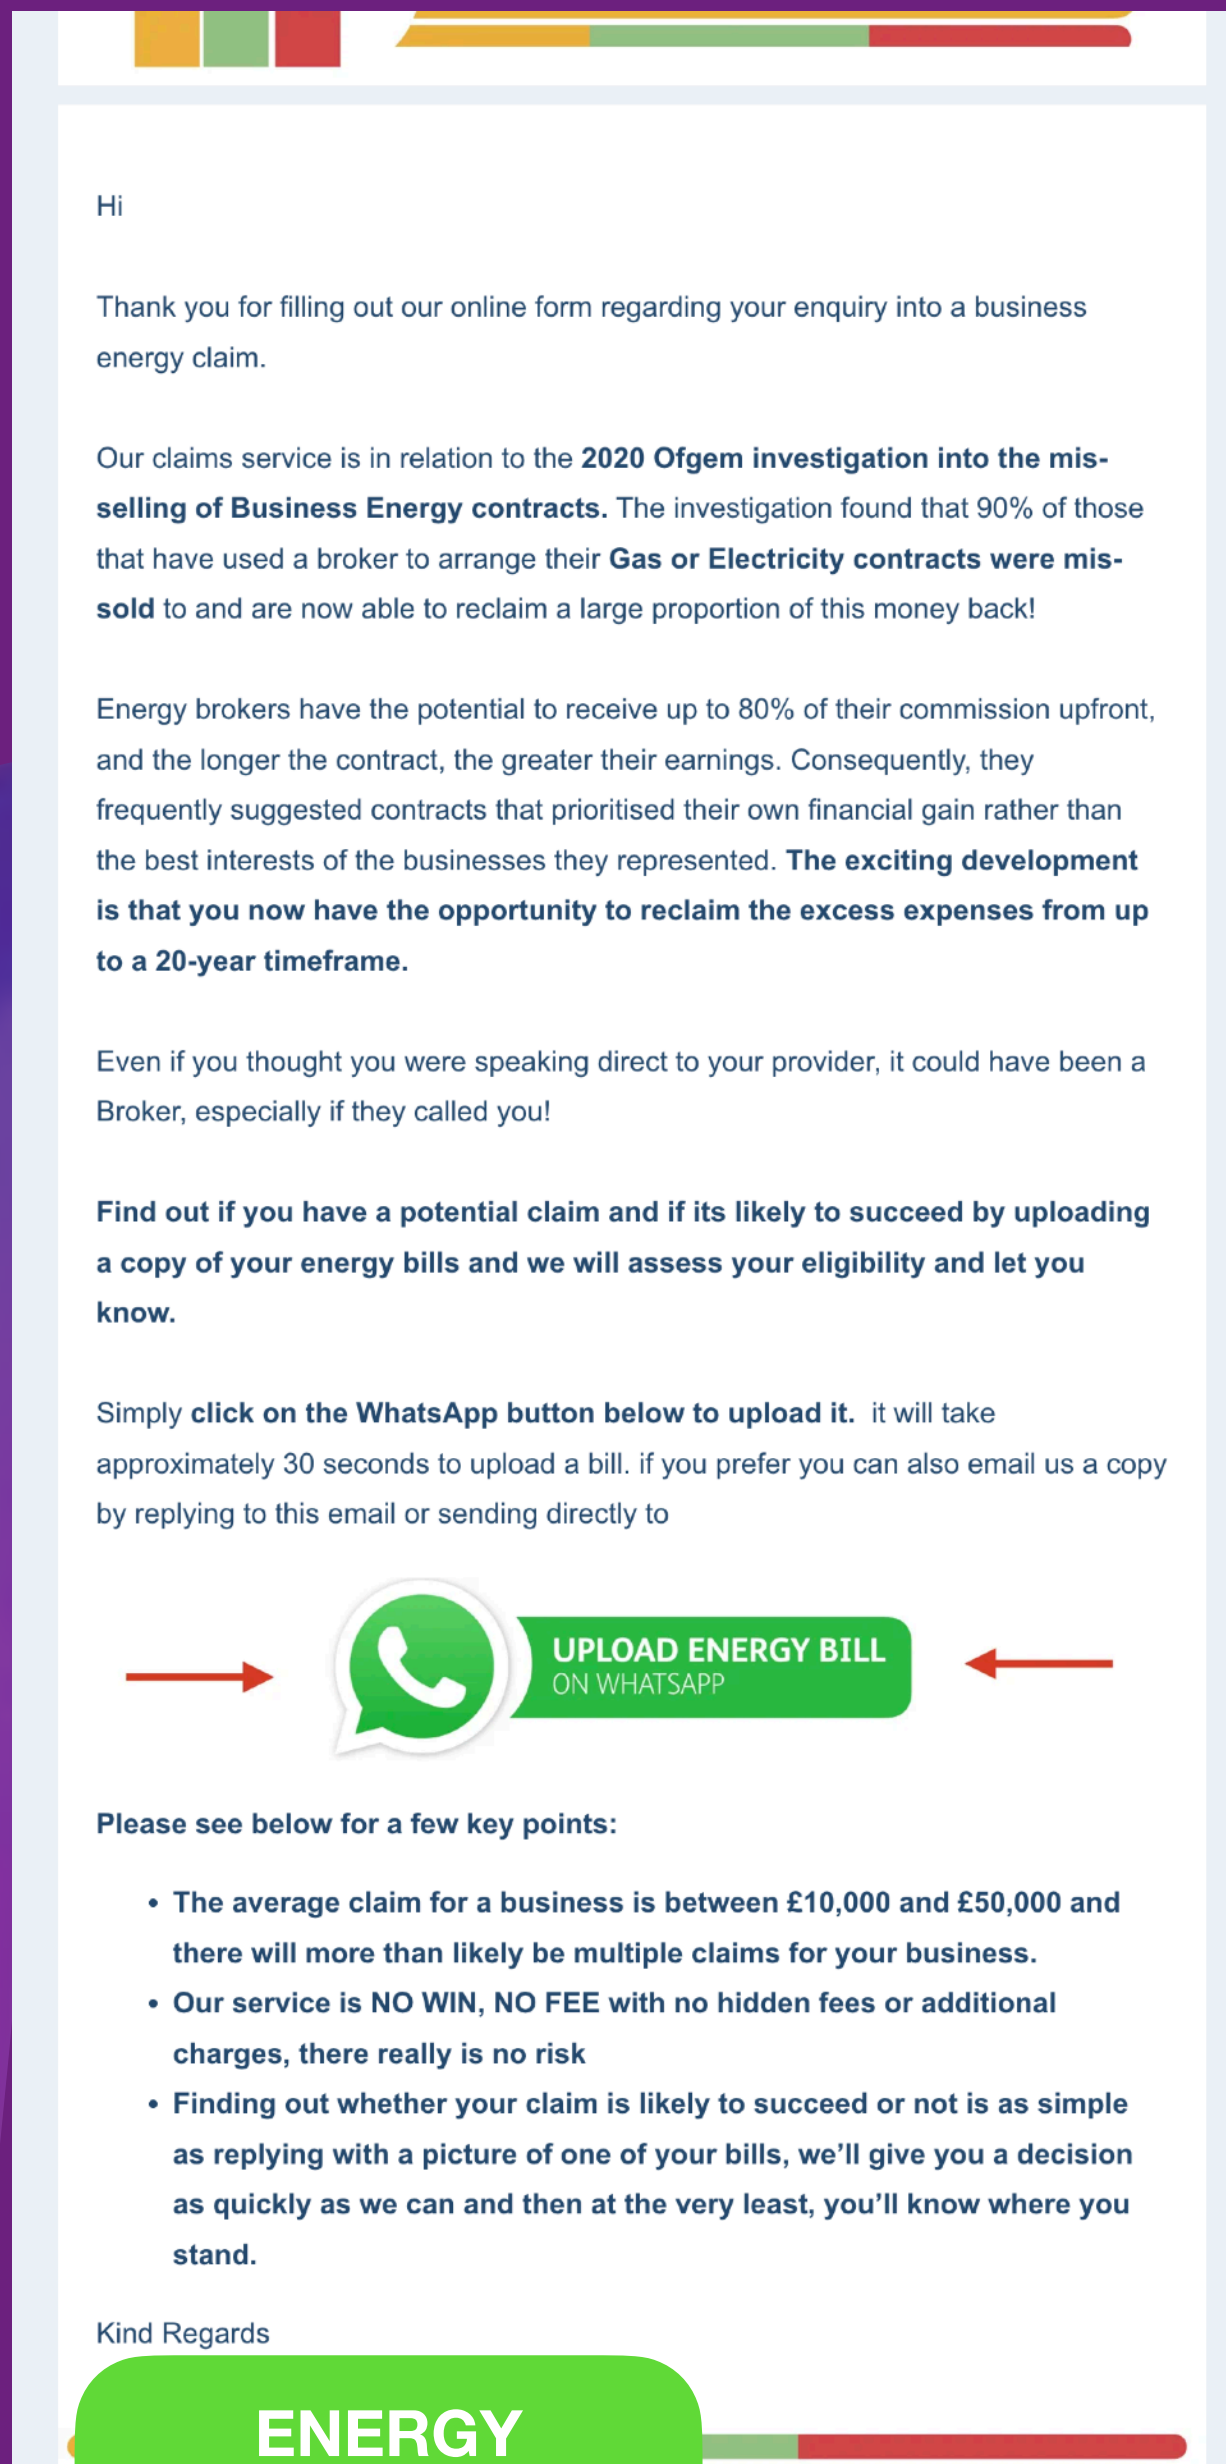 Hi
Thank you for filling out our online form regarding your enquiry into a business
energy claim.
Our claims service is in relation to the 2020 Ofgem investigation into the mis-
selling of Business Energy contracts. The investigation found that 90% of those
that have used a broker to arrange their Gas or Electricity contracts were mis-
sold to and are now able to reclaim a large proportion of this money back!
Energy brokers have the potential to receive up to 80% of their commission upfront,
and the longer the contract, the greater their earnings. Consequently, they
frequently suggested contracts that prioritised their own financial gain rather than
the best interests of the businesses they represented. The exciting development
is that you now have the opportunity to reclaim the excess expenses from up
to a 20-year timeframe.
Even if you thought you were speaking direct to your provider, it could have been a
Broker, especially if they called you!
Find out if you have a potential claim and if its likely to succeed by uploading
a copy of your energy bills and we will assess your eligibility and let you
know.
Simply click on the WhatsApp button below to upload it.  it will take
approximately 30 seconds to upload a bill. if you prefer you can also email us a copy
by replying to this email or sending directly to
UPLOAD ENERGY BILL
ON WHATSAPP
Please see below for a few key points:
• The average claim for a business is between £10,000 and £50,000 and
there will more than likely be multiple claims for your business.
• Our service is NO WIN, NO FEE with no hidden fees or additional
charges, there really is no risk
• Finding out whether your claim is likely to succeed or not is as simple
as replying with a picture of one of your bills, we’ll give you a decision
as quickly as we can and then at the very least, you’ll know where you
stand.
Kind Regards
ENERGY